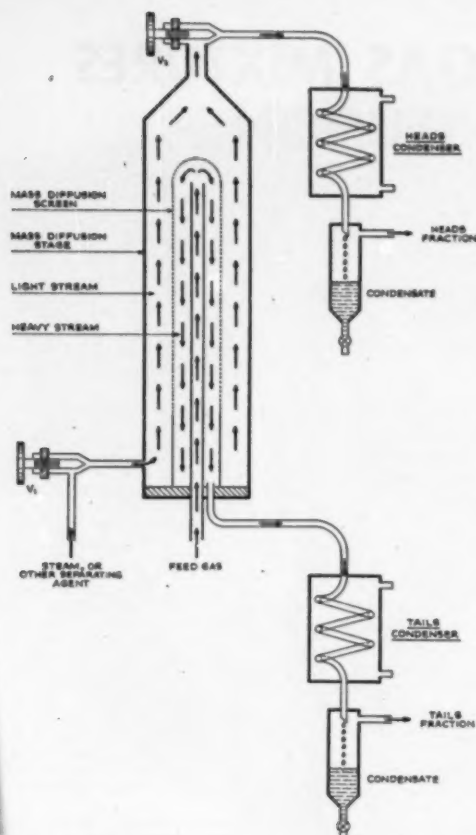 V₂
HEADS
CONDENSER
MASS DIFFUSION
SCREEN
MASS DIFFUSION
STAGE
LIGHT STREAM
HEAVY STREAM
HEADS
FRACTION
CONDENSATE
V₁
STEAM, OR
OTHER SEPARATING
AGENT
FEED GAS
TAILS
CONDENSER
TAILS
FRACTION
CONDENSATE